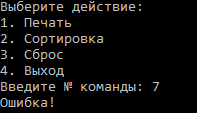 Выберите действие:
1. Печать
2. Сортировка
3. Сброс
4. Выход
Введите № команды: 7
Ошибка!